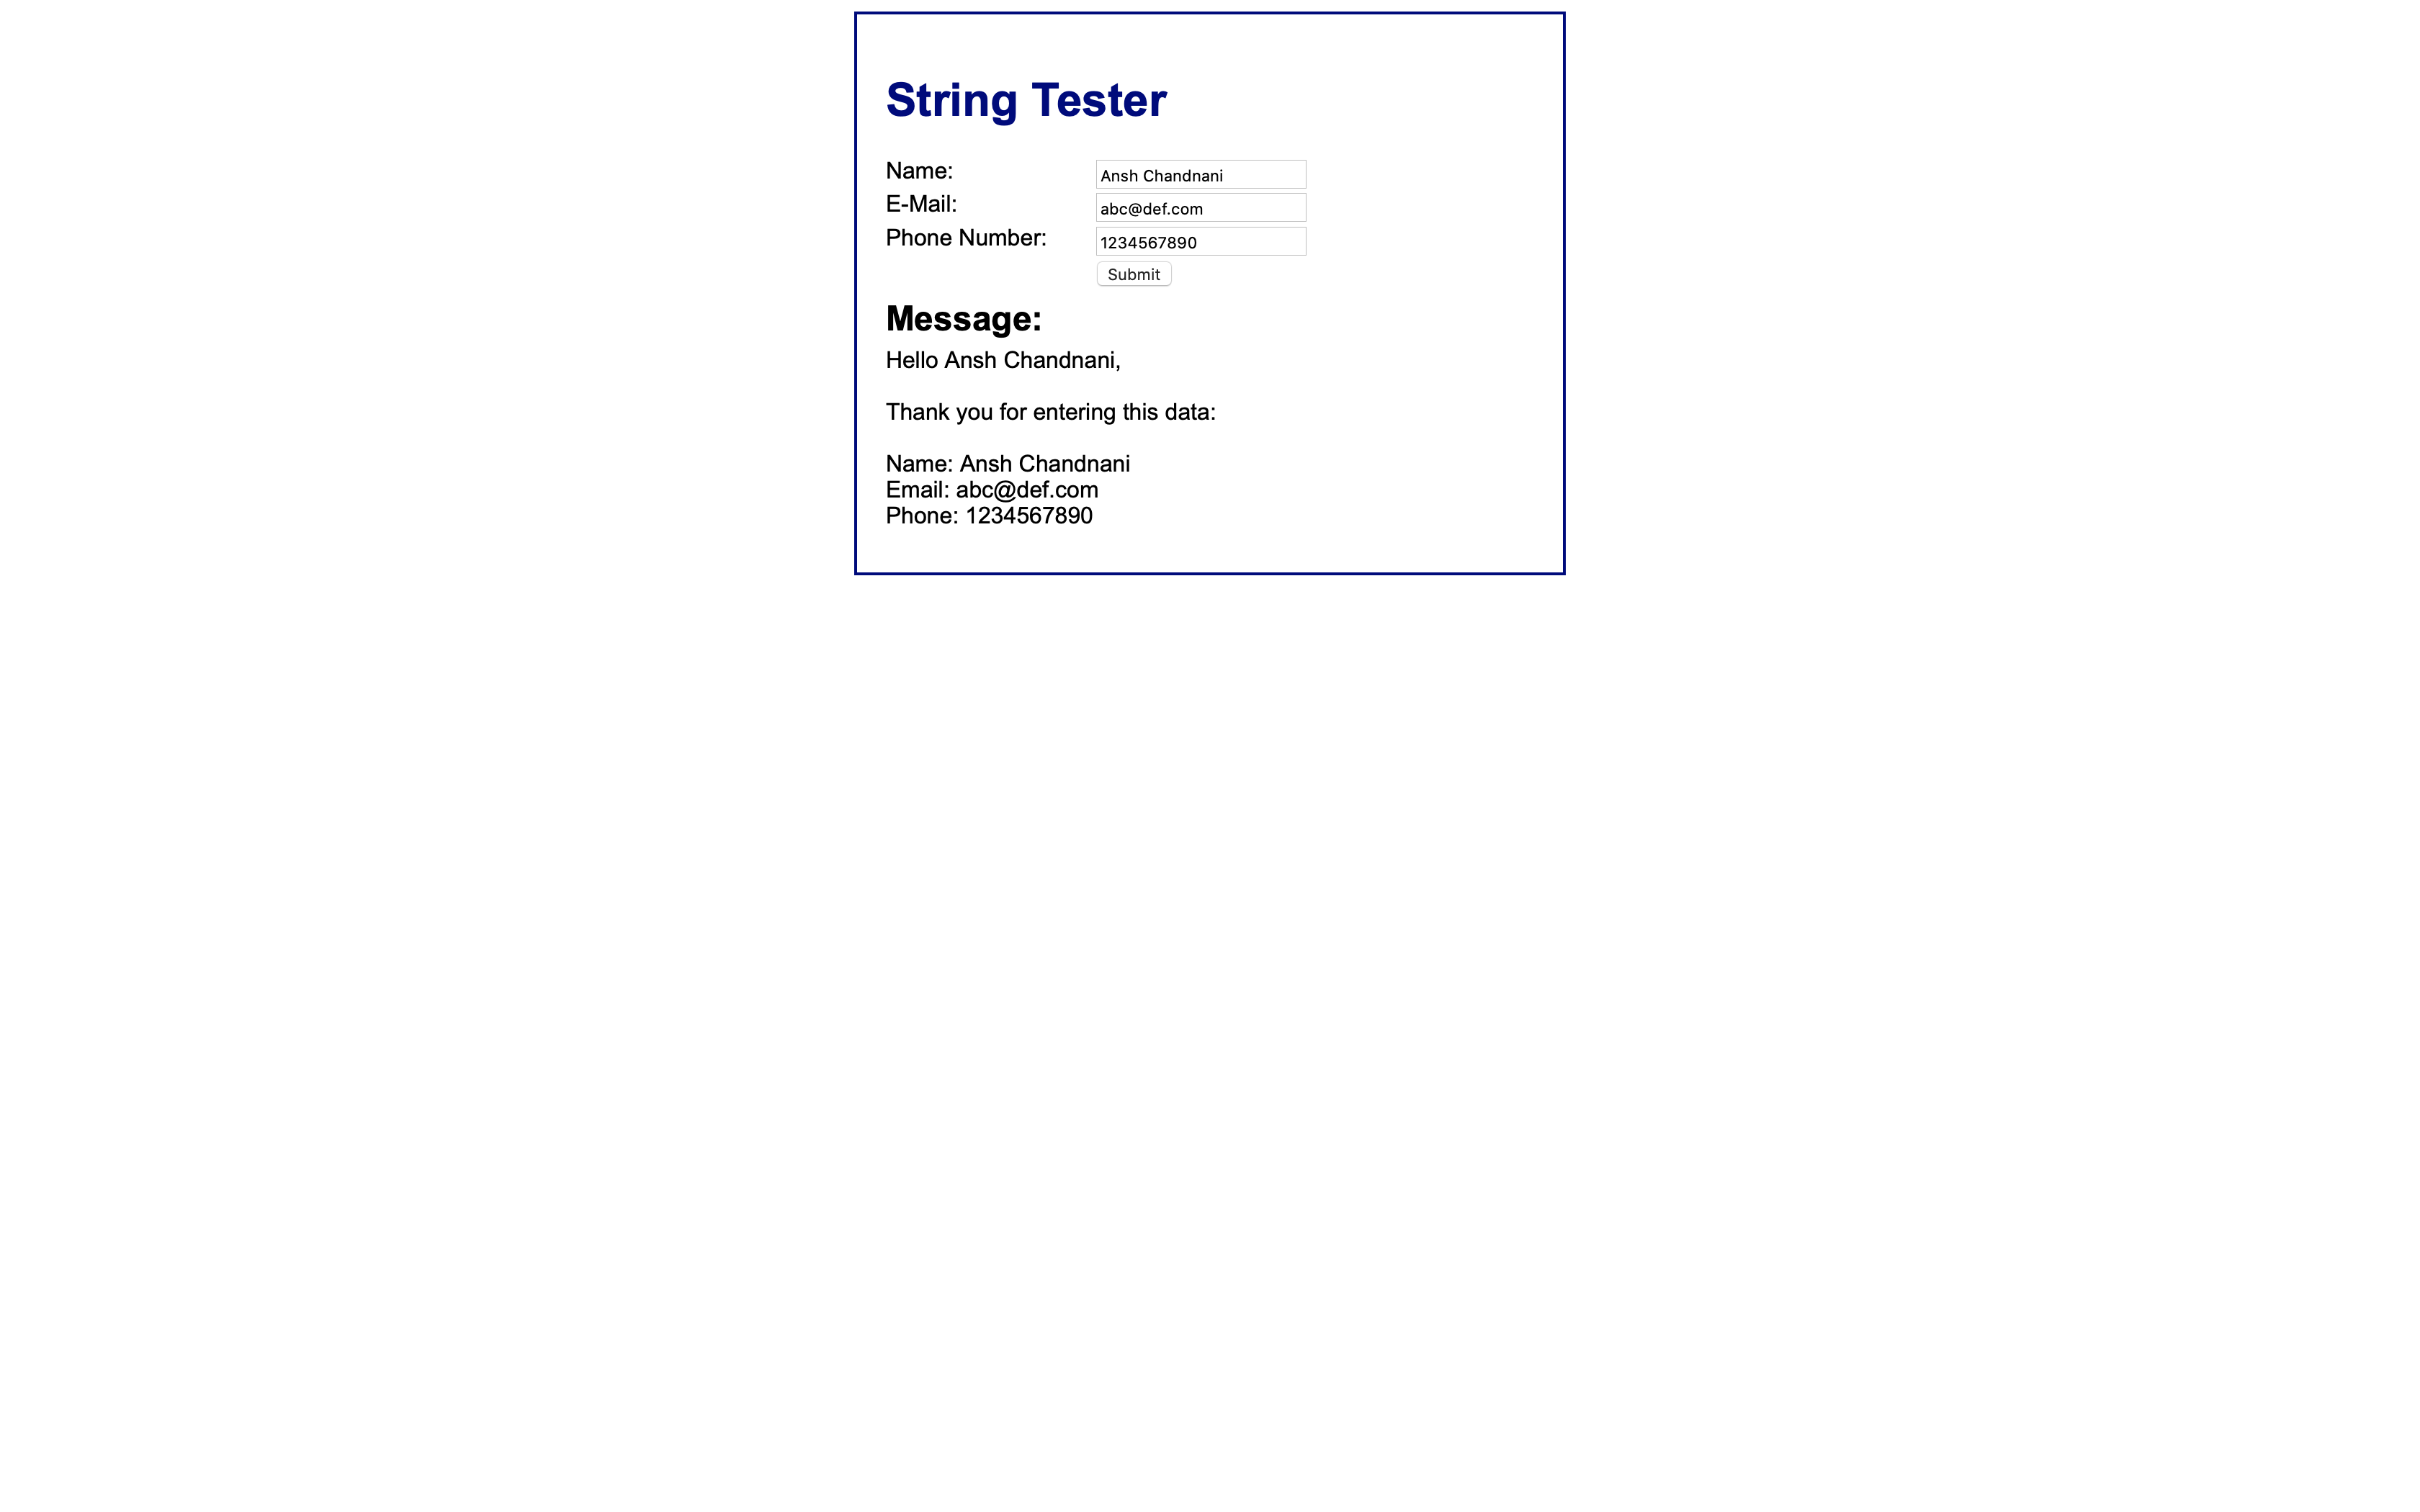 String Tester
Name: Ansh Chandnani
E-Mail: abc@def.com
Phone Number: 1234567890
Submit
Message:
Hello Ansh Chandnani,
Thank you for entering this data:
Name: Ansh Chandnani
Email: abc@def.com
Phone: 1234567890